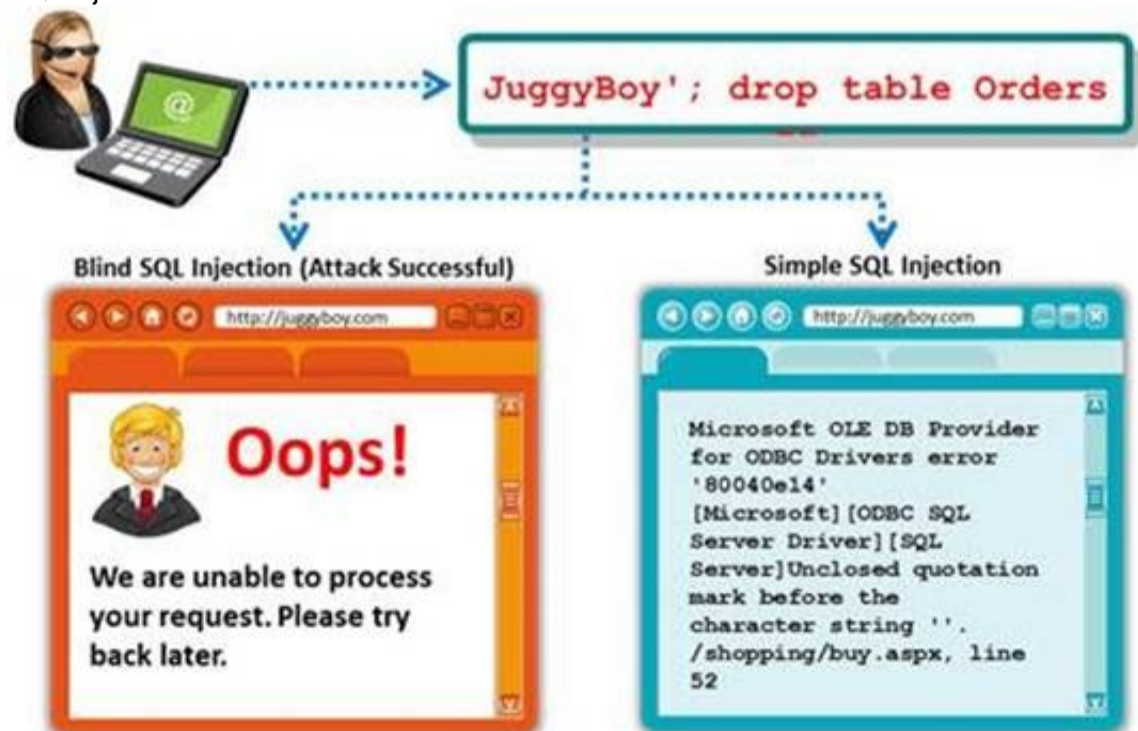 JuggyBoy'; drop table Orders
--
Blind SQL Injection (Attack Successful)
Simple SQL Injection
http://juggyboy.com
Oops!
We are unable to process
your request. Please try
back later.
http://juggyboy.com
Microsoft OLE DB Provider
for ODBC Drivers error
'80040e14'
[Microsoft][ODBC SQL
Server Driver][SQL
Server]Unclosed quotation
mark before the
character string ''.
/shopping/buy.aspx, line
52